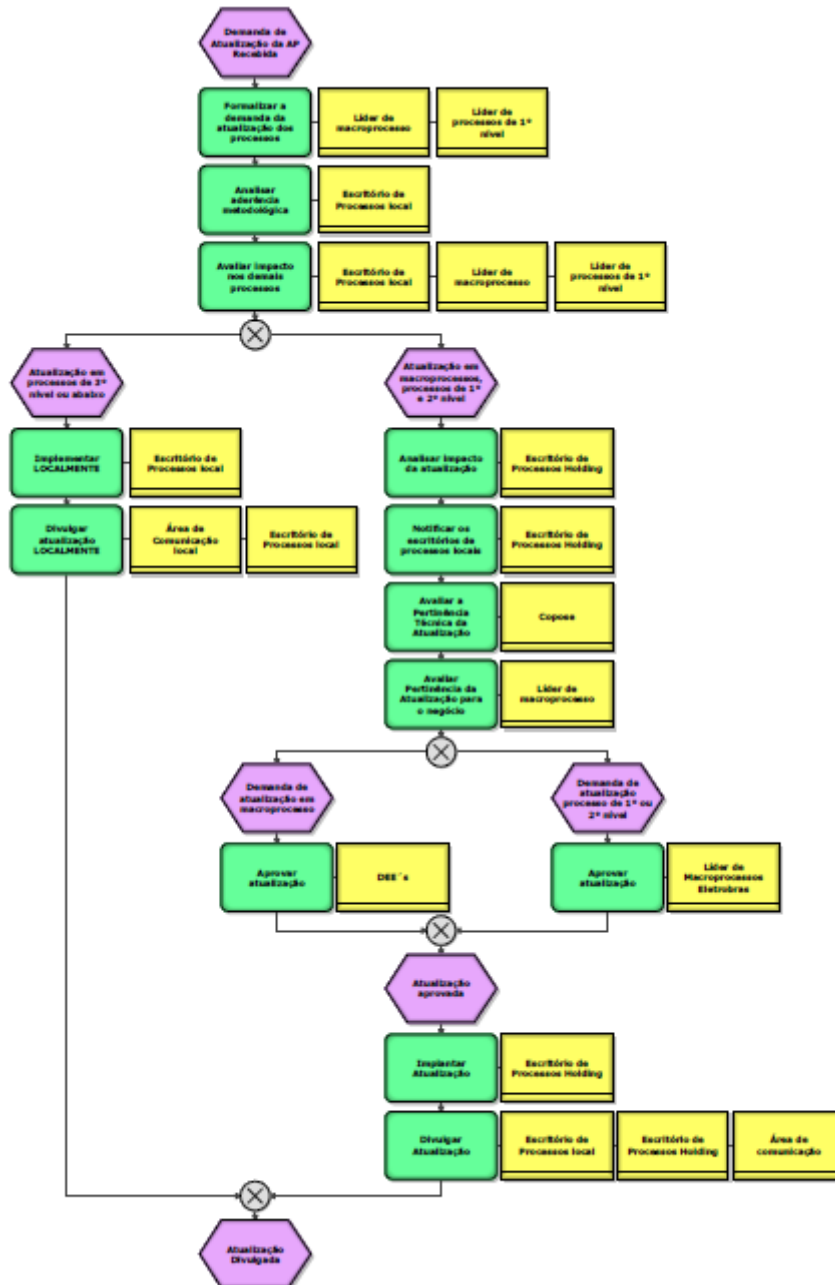 Demanda de
Atualização da AP
Recebida
Formalizar a
demanda da
atualização dos
processos
Líder de
macroprocesso
Líder de
processos de 1º
nível
Analisar
aderência
metodológica
Escritório de
Processos local
Avaliar impacto
nos demais
processos
Escritório de
Processos local
Líder de
macroprocesso
Líder de
processos de 1º
nível
Atualização em
processos de 3º
nível ou abaixo
Atualização em
macroprocessos,
processos de 1º
e 2º nível
Implementar
LOCALMENTE
Escritório de
Processos local
Analisar impacto
da atualização
Escritório de
Processos Holding
Divulgar
atualização
LOCALMENTE
Área de
Comunicação
local
Escritório de
Processos local
Notificar os
escritórios de
processos locais
Escritório de
Processos Holding
Avaliar a
Pertinência
Técnica da
Atualização
Copose
Avaliar
Pertinência da
Atualização para
o negócio
Líder de
macroprocesso
Demanda de
atualização em
macroprocesso
Demanda de
atualização
processo de 1º ou
2º nível
Aprovar
atualização
DEE´s
Aprovar
atualização
Líder de
Macroprocessos
Eletrobras
Atualização
aprovada
Implantar
Atualização
Escritório de
Processos Holding
Divulgar
Atualização
Escritório de
Processos local
Escritório de
Processos Holding
Área de
comunicação
Atualização
Divulgada